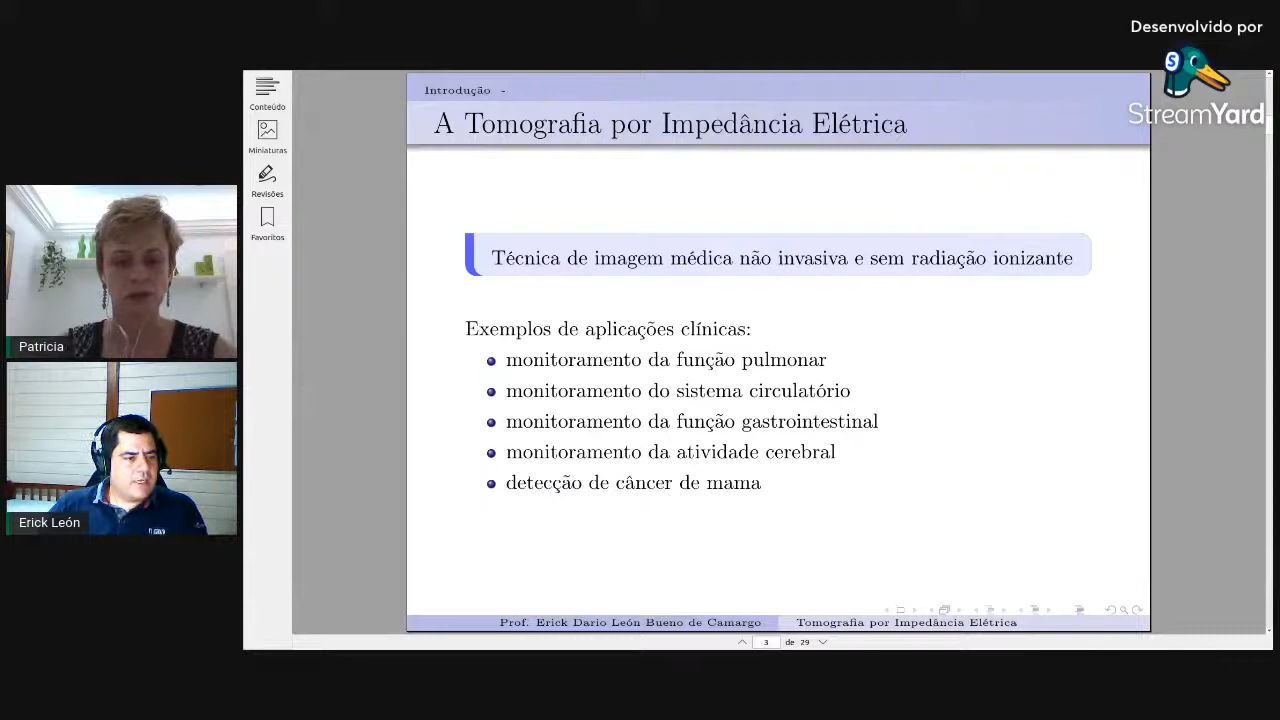 Desenvolvido por
StreamYard
Conteúdo
Miniaturas
Revisões
Favoritos
Introdução -
A Tomografia por Impedância Elétrica
Técnica de imagem médica não invasiva e sem radiação ionizante
Exemplos de aplicações clínicas:
monitoramento da função pulmonar
monitoramento do sistema circulatório
monitoramento da função gastrointestinal
monitoramento da atividade cerebral
detecção de câncer de mama
Prof. Erick Dario León Bueno de Camargo
Tomografia por Impedância Elétrica
3 de 29
Patricia
Erick León